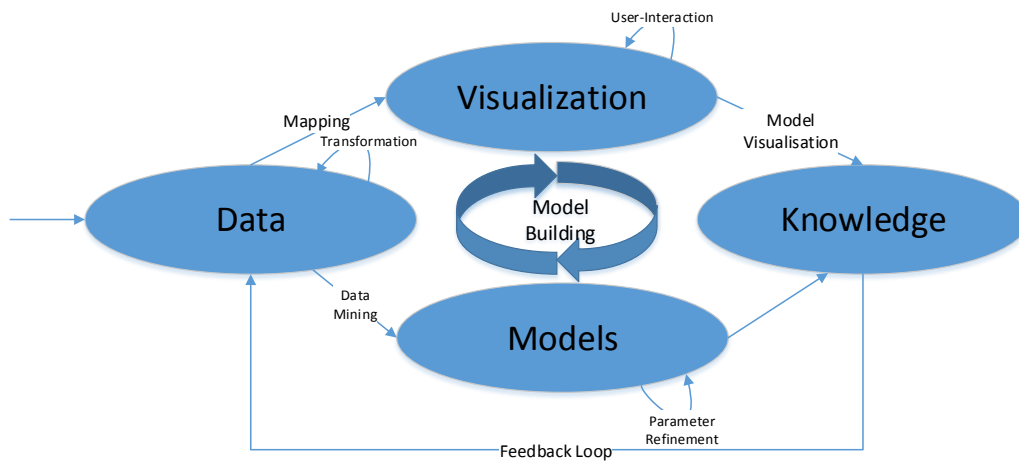 User-Interaction
Visualization
Mapping
Model
Visualisation
Transformation
Data
Model
Building
Knowledge
Data
Mining
Models
Parameter
Refinement
Feedback Loop